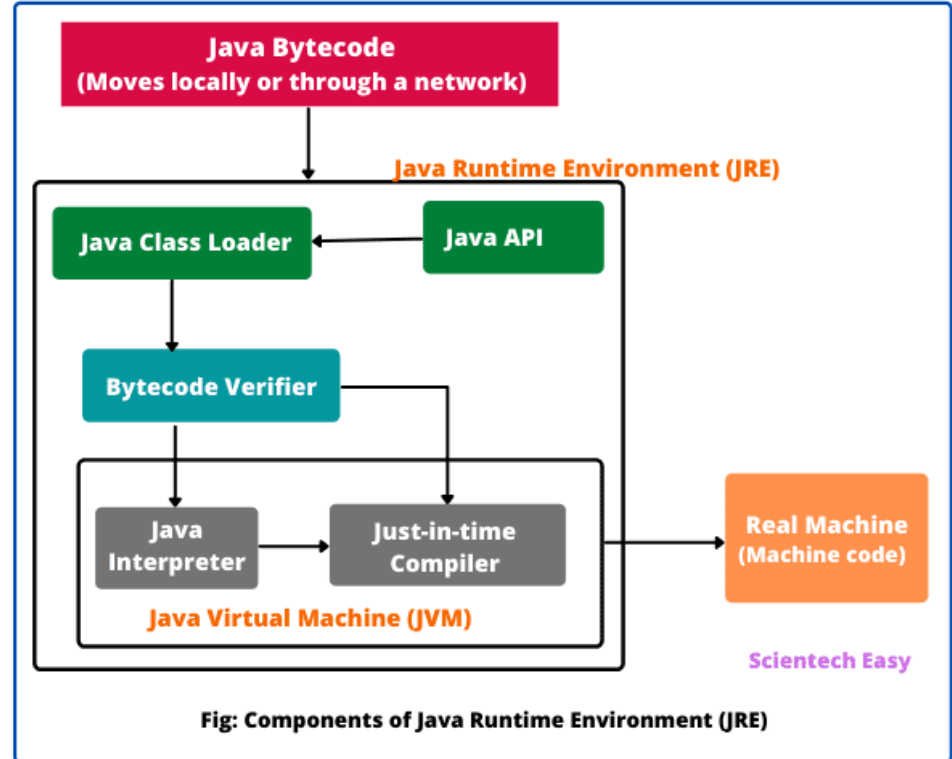 Java Bytecode
(Moves locally or through a network)
Java Runtime Environment (JRE)
Java Class Loader
Java API
Bytecode Verifier
Java
Interpreter
Just-in-time
Compiler
Java Virtual Machine (JVM)
Real Machine
(Machine code)
Scientech Easy
Fig: Components of Java Runtime Environment (JRE)